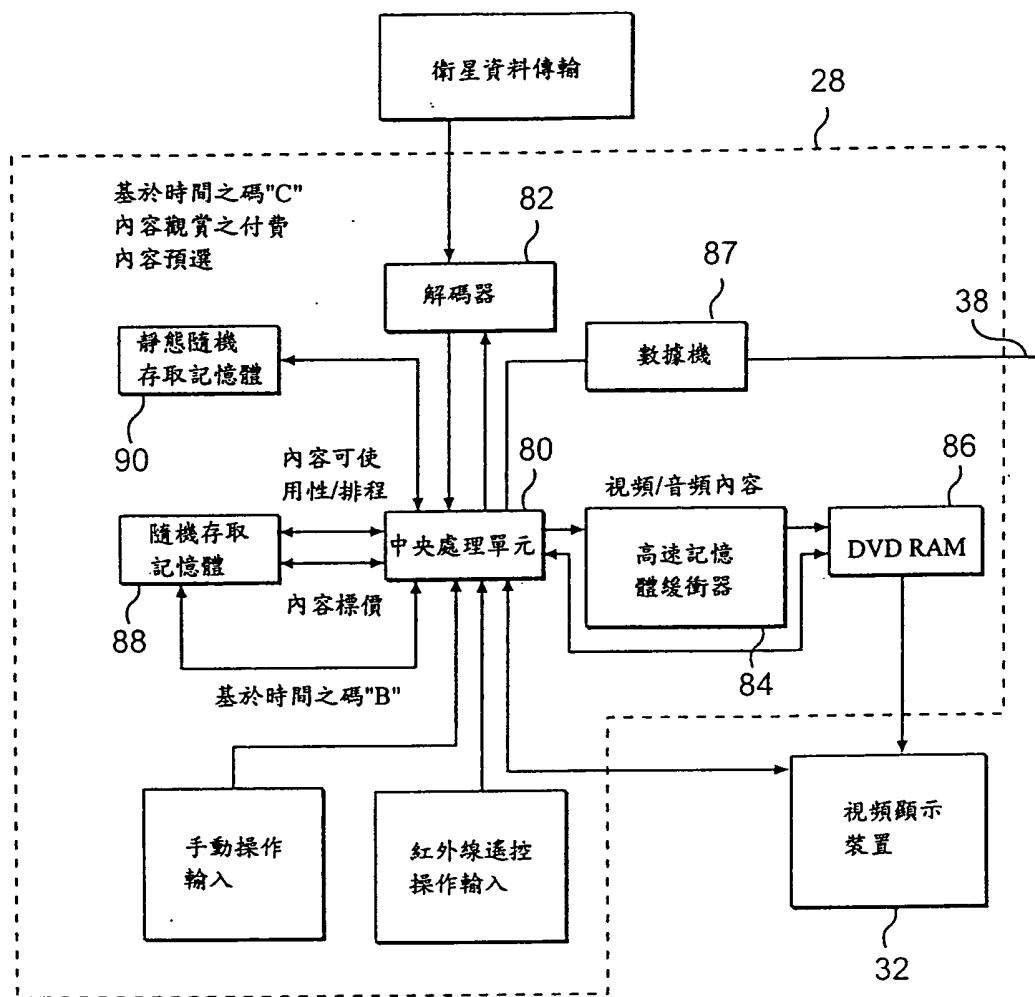 衛星資料傳輸
28
基於時間之碼"C"
內容觀賞之付費
內容預選
82
解碼器
87
數據機
38
靜態隨機
存取記憶體
90
內容可使
用性/排程
80
視頻/音頻內容
86
隨機存取
記憶體
中央處理單元
高速記憶
體緩衝器
DVD RAM
88
內容標價
84
基於時間之碼"B"
手動操作
輸入
紅外線遙控
操作輸入
視頻顯示
裝置
32